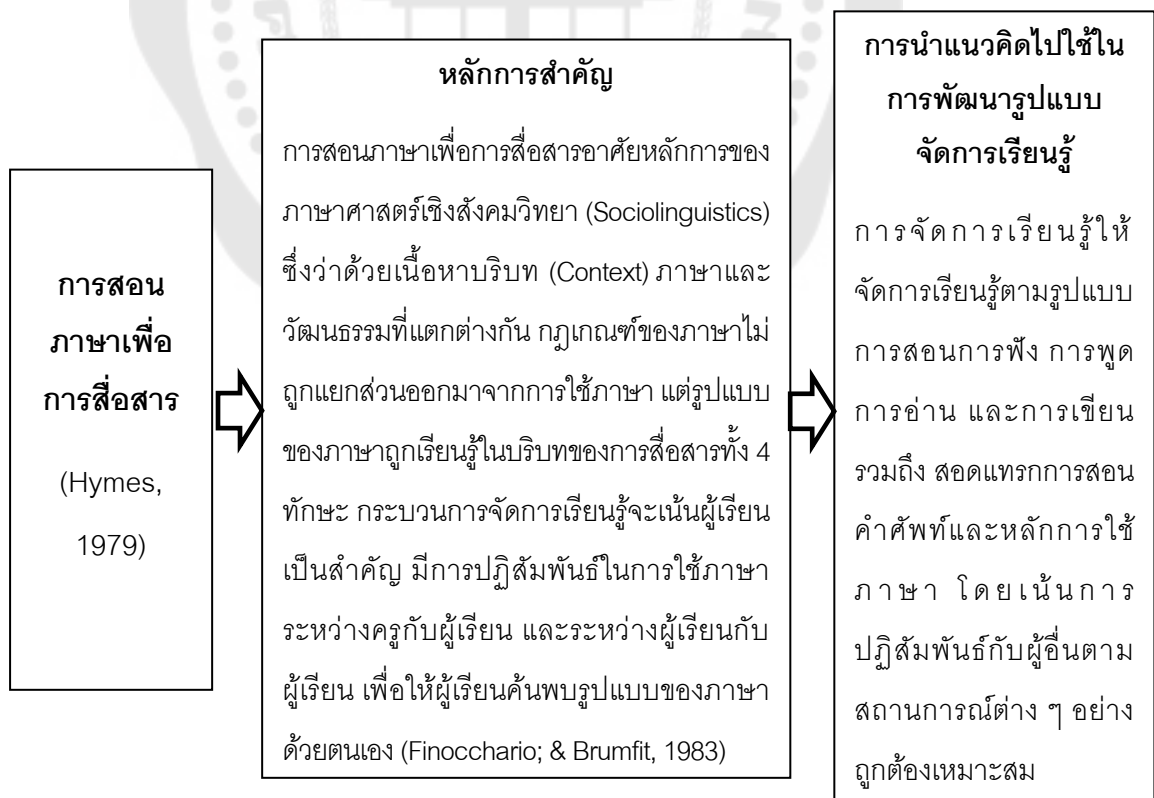 การสอน
ภาษาเพื่อ
การสื่อสาร
(Hymes,
1979)
หลักการสำคัญ
การสอนภาษาเพื่อการสื่อสารอาศัยหลักการของ
ภาษาศาสตร์เชิงสังคมวิทยา (Sociolinguistics)
ซึ่งว่าด้วยเนื้อหาบริบท (Context) ภาษาและ
วัฒนธรรมที่แตกต่างกัน กฎเกณฑ์ของภาษาไม่
ถูกแยกส่วนออกมาจากการใช้ภาษา แต่รูปแบบ
ของภาษาถูกเรียนรู้ในบริบทของการสื่อสารทั้ง 4
ทักษะ กระบวนการจัดการเรียนรู้จะเน้นผู้เรียน
เป็นสำคัญ มีการปฏิสัมพันธ์ในการใช้ภาษา
ระหว่างครูกับผู้เรียน และระหว่างผู้เรียนกับ
ผู้เรียน เพื่อให้ผู้เรียนค้นพบรูปแบบของภาษา
ด้วยตนเอง (Finocchario; & Brumfit, 1983)
การนำแนวคิดไปใช้ใน
การพัฒนารูปแบบ
จัดการเรียนรู้
การจัดการเรียนรู้ให้
จัดการเรียนรู้ตามรูปแบบ
การสอนการฟัง การพูด
การอ่าน และการเขียน
รวมถึง สอดแทรกการสอน
คำศัพท์และหลักการใช้
ภาษา โดยเน้นการ
ปฏิสัมพันธ์กับผู้อื่นตาม
สถานการณ์ต่าง ๆ อย่าง
ถูกต้องเหมาะสม